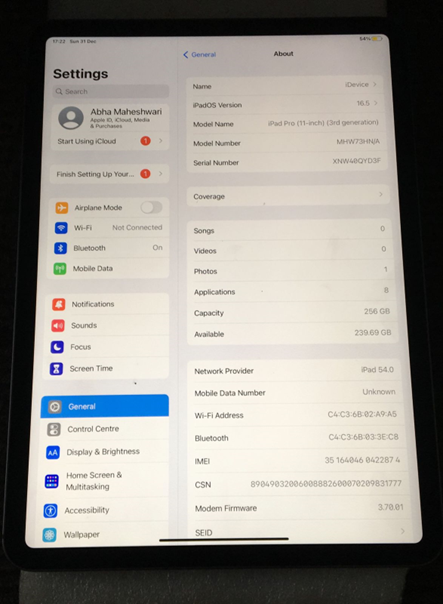 17:22 Sun 31 Dec
54%
Settings
Search
Abha Maheshwari
Apple ID, iCloud, Media
& Purchases
Start Using iCloud 1
Finish Setting Up Your... 1
Airplane Mode
Wi-Fi Not Connected
Bluetooth On
Mobile Data
Notifications
Sounds
Focus
Screen Time
General
Control Centre
AA Display & Brightness
Home Screen &
Multitasking
Accessibility
Wallpaper
General
About
Name iDevice
iPadOS Version 16.5
Model Name iPad Pro (11-inch) (3rd generation)
Model Number MHW73HN/A
Serial Number XNW48QYD3F
Coverage
Songs 0
Videos 0
Photos 1
Applications 8
Capacity 256 GB
Available 239.69 GB
Network Provider iPad 54.0
Mobile Data Number Unknown
Wi-Fi Address C4:C3:6B:02:A9:A5
Bluetooth C4:C3:6B:03:3E:C8
IMEI 35 164046 042287 4
CSN 89049032006008882600070209831777
Modem Firmware 3.70.01
SEID